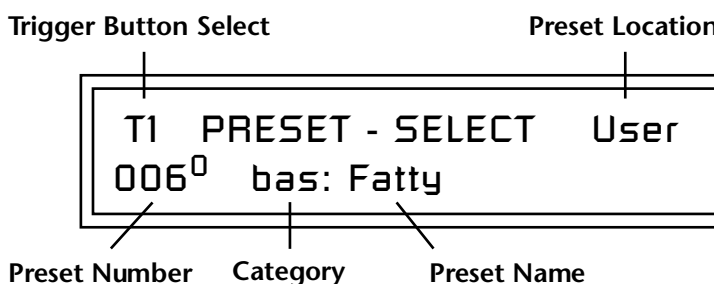 Trigger Button Select Preset Location
T1 PRESET - SELECT User
006⁰ bas: Fatty
Preset Number Category Preset Name